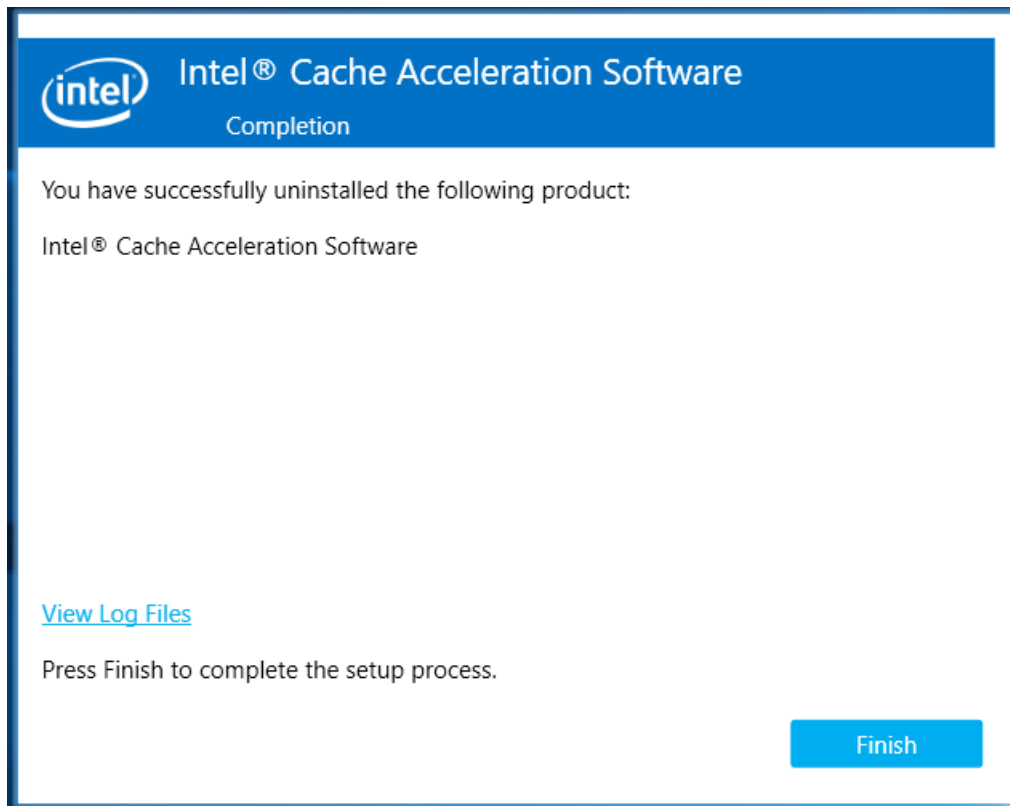 intel
Intel® Cache Acceleration Software
Completion
You have successfully uninstalled the following product:
Intel® Cache Acceleration Software
View Log Files
Press Finish to complete the setup process.
Finish